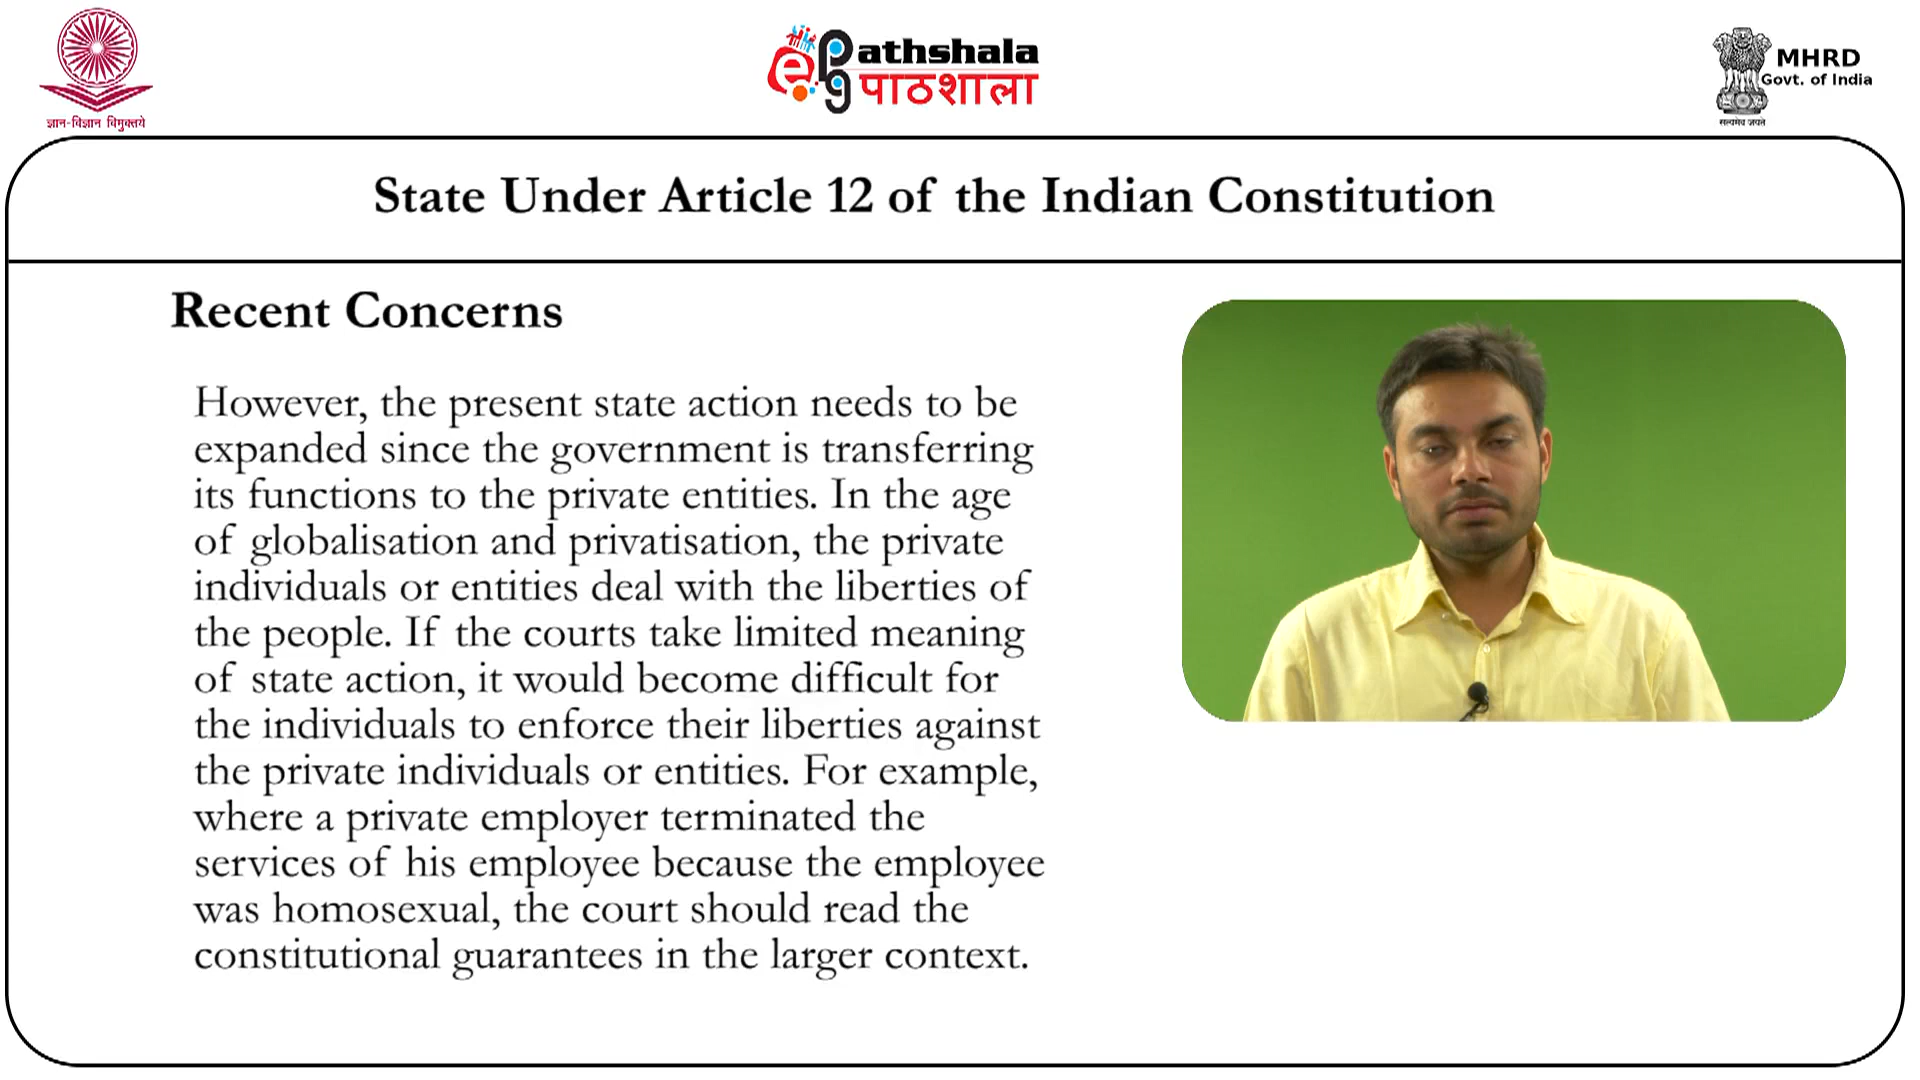 ज्ञान-विज्ञान विमुक्तये
ePathshala
पाठशाला
MHRD
Govt. of India
सत्यमेव जयते
State Under Article 12 of the Indian Constitution
Recent Concerns
However, the present state action needs to be
expanded since the government is transferring
its functions to the private entities. In the age
of globalisation and privatisation, the private
individuals or entities deal with the liberties of
the people. If the courts take limited meaning
of state action, it would become difficult for
the individuals to enforce their liberties against
the private individuals or entities. For example,
where a private employer terminated the
services of his employee because the employee
was homosexual, the court should read the
constitutional guarantees in the larger context.